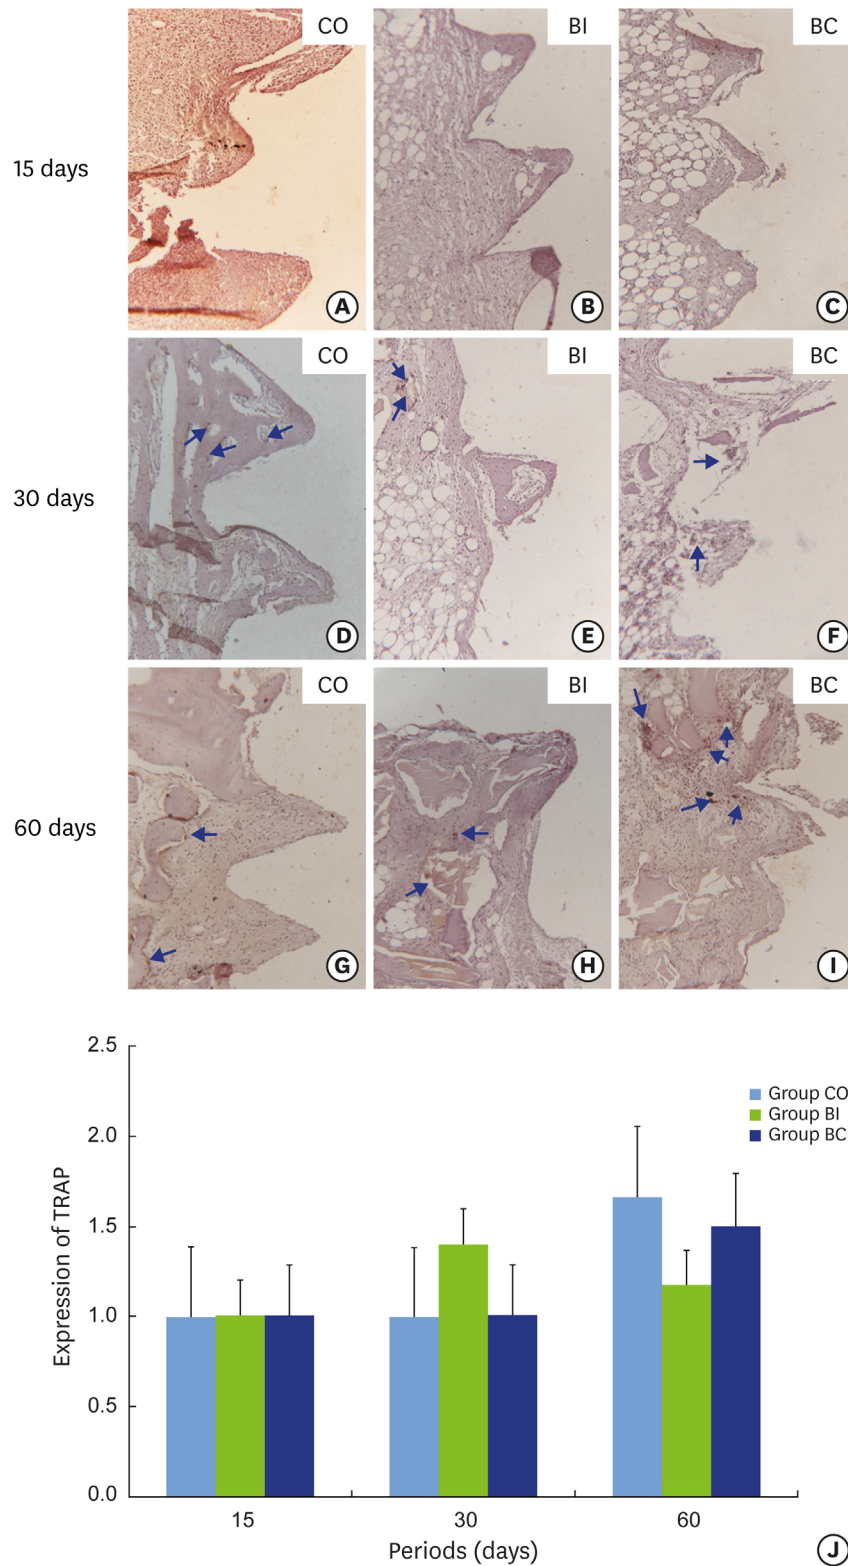 CO BI BC
15 days
A B C
CO BI BC
30 days
D E F
CO BI BC
60 days
G H I
2.5
Group CO
Group BI
Group BC
2.0
1.5
Expression of TRAP
1.0
0.5
0.0
15 30 60
Periods (days)
J